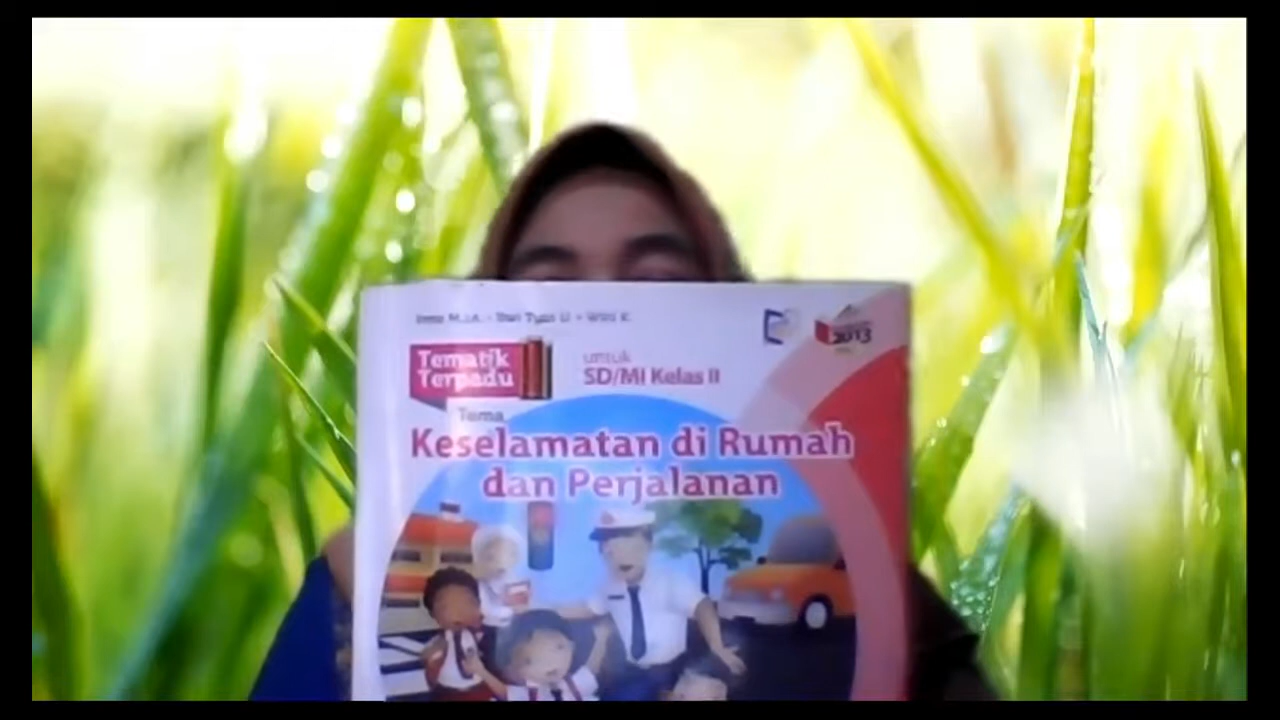 Tematik
Terpadu
untuk
SD/MI Kelas II
2013
Tema
Keselamatan di Rumah
dan Perjalanan